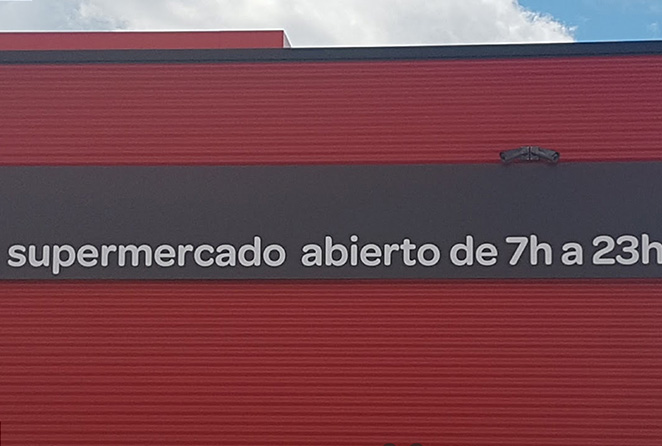 supermercado abierto de 7h a 23h